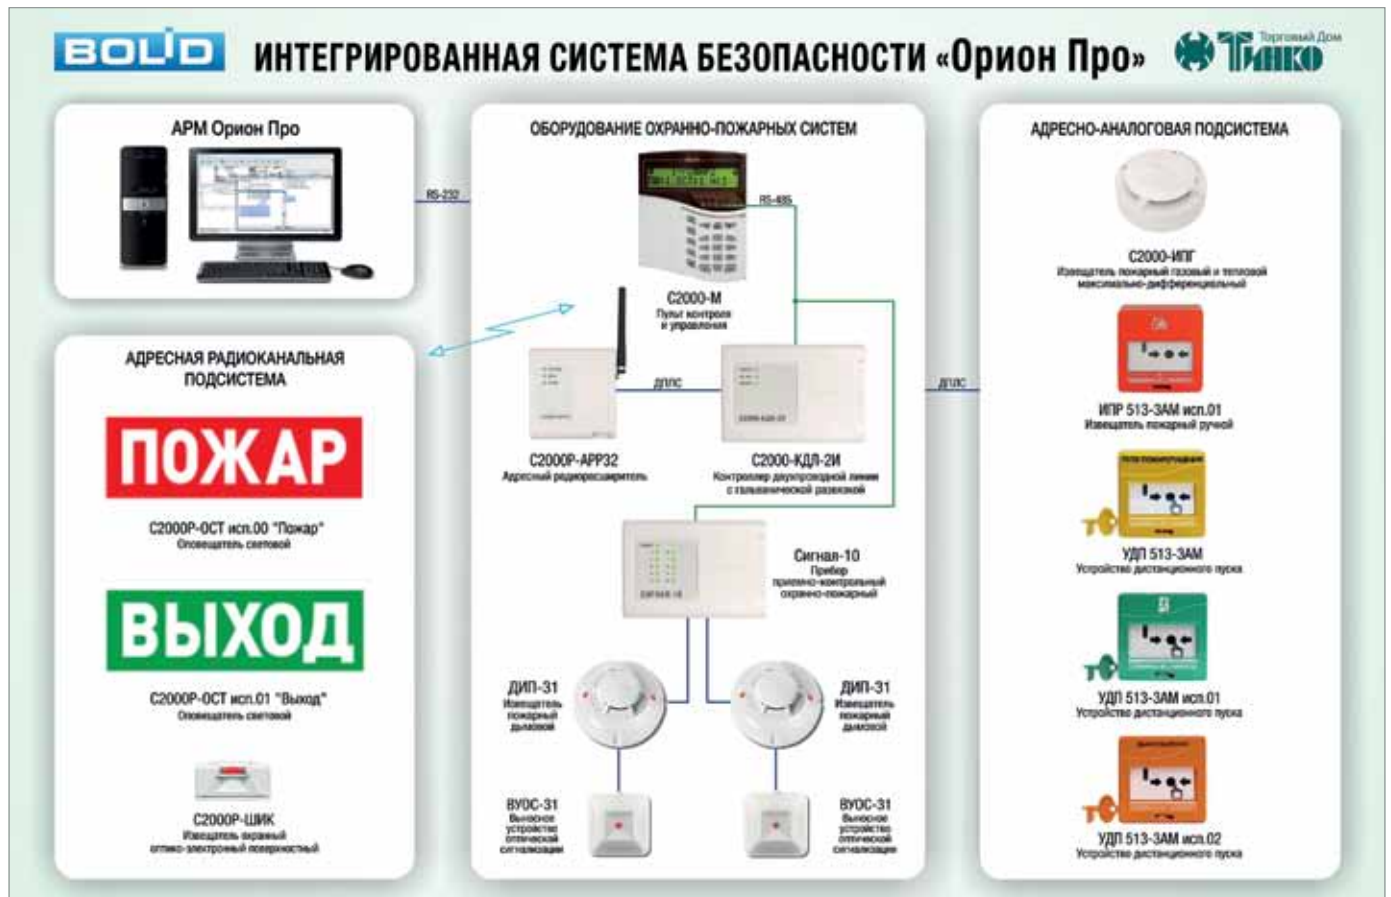 BOLID
ИНТЕГРИРОВАННАЯ СИСТЕМА БЕЗОПАСНОСТИ «Орион Про»
Торговый Дом
ТИНКО
АРМ Орион Про
RS-232
АДРЕСНАЯ РАДИОКАНАЛЬНАЯ
ПОДСИСТЕМА
ПОЖАР
С2000Р-ОСТ исп.00 "Пожар"
Оповещатель световой
ВЫХОД
С2000Р-ОСТ исп.01 "Выход"
Оповещатель световой
С2000Р-ШИК
Извещатель охранный
оптико-электронный поверхностный
ОБОРУДОВАНИЕ ОХРАННО-ПОЖАРНЫХ СИСТЕМ
RS-485
С2000-М
Пульт контроля
и управления
ДПЛС
С2000Р-АРР32
Адресный радиорасширитель
С2000-КДЛ-2И
Контроллер двухпроводной линии
с гальванической развязкой
Сигнал-10
Прибор
приемно-контрольный
охранно-пожарный
ДИП-31
Извещатель
пожарный
дымовой
ДИП-31
Извещатель
пожарный
дымовой
ВУОС-31
Выносное
устройство
оптической
сигнализации
ВУОС-31
Выносное
устройство
оптической
сигнализации
ДПЛС
АДРЕСНО-АНАЛОГОВАЯ ПОДСИСТЕМА
С2000-ИПГ
Извещатель пожарный газовый и тепловой
максимально-дифференциальный
ИПР 513-3АМ исп.01
Извещатель пожарный ручной
УДП 513-3АМ
Устройство дистанционного пуска
УДП 513-3АМ исп.01
Устройство дистанционного пуска
УДП 513-3АМ исп.02
Устройство дистанционного пуска